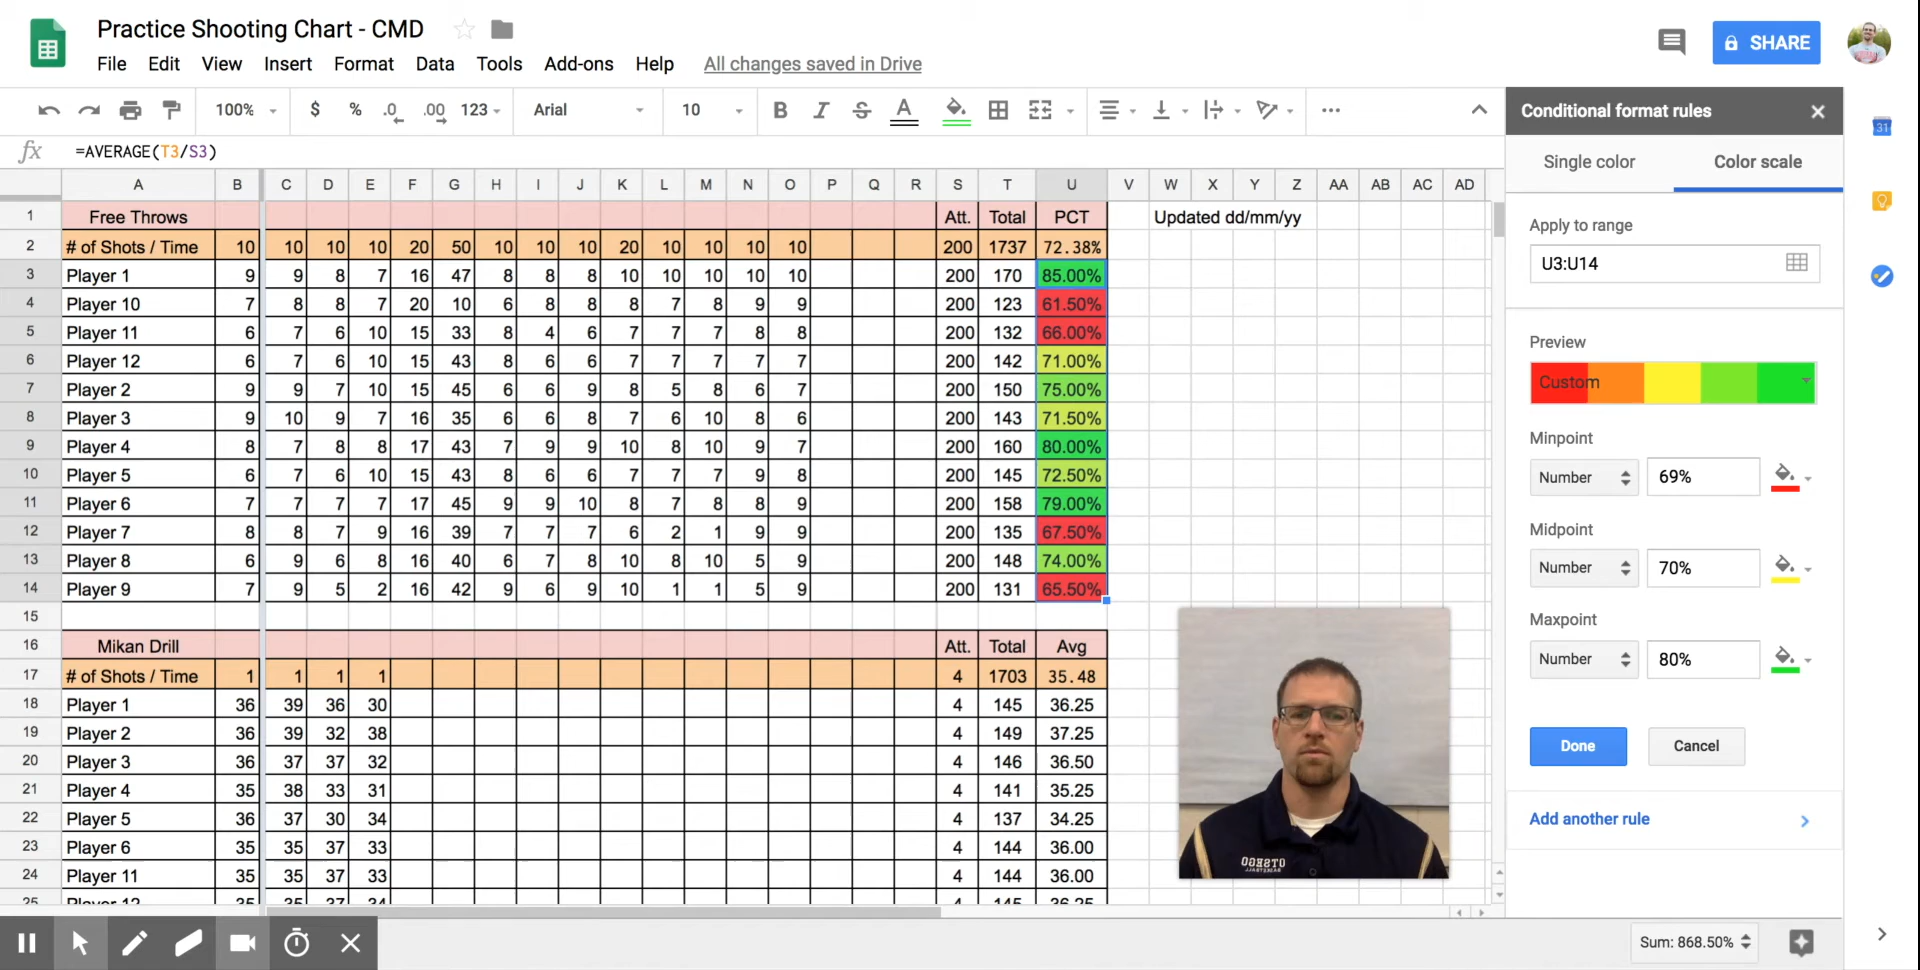 Practice Shooting Chart - CMD
File Edit View Insert Format Data Tools Add-ons Help All changes saved in Drive
SHARE
100% $ % .0 .00 123 Arial 10 B I S A
fx =AVERAGE(T3/S3)
A B C D E F G H I J K L M N O P Q R S T U V W X Y Z AA AB AC AD
1 Free Throws Att. Total PCT Updated dd/mm/yy
2 # of Shots / Time 10 10 10 10 20 50 10 10 10 20 10 10 10 10 200 1737 72.38%
3 Player 1 9 9 8 7 16 47 8 8 8 10 10 10 10 10 200 170 85.00%
4 Player 10 7 8 8 7 20 10 6 8 8 8 7 8 9 9 200 123 61.50%
5 Player 11 6 7 6 10 15 33 8 4 6 7 7 7 8 8 200 132 66.00%
6 Player 12 6 7 6 10 15 43 8 6 6 7 7 7 7 7 200 142 71.00%
7 Player 2 9 9 7 10 15 45 6 6 9 8 5 8 6 7 200 150 75.00%
8 Player 3 9 10 9 7 16 35 6 6 8 7 6 10 8 6 200 143 71.50%
9 Player 4 8 7 8 8 17 43 7 9 9 10 8 10 9 7 200 160 80.00%
10 Player 5 6 7 6 10 15 43 8 6 6 7 7 7 9 8 200 145 72.50%
11 Player 6 7 7 7 7 17 45 9 9 10 8 7 8 8 9 200 158 79.00%
12 Player 7 8 8 7 9 16 39 7 7 7 6 2 1 9 9 200 135 67.50%
13 Player 8 6 9 6 8 16 40 6 7 8 10 8 10 5 9 200 148 74.00%
14 Player 9 7 9 5 2 16 42 9 6 9 10 1 1 5 9 200 131 65.50%
15
16 Mikan Drill Att. Total Avg
17 # of Shots / Time 1 1 1 1 4 1703 35.48
18 Player 1 36 39 36 30 4 145 36.25
19 Player 2 36 39 32 38 4 149 37.25
20 Player 3 36 37 37 32 4 146 36.50
21 Player 4 35 38 33 31 4 141 35.25
22 Player 5 36 37 30 34 4 137 34.25
23 Player 6 35 35 37 33 4 144 36.00
24 Player 11 35 35 37 33 4 144 36.00
25 Player 12 35 35 37 34 4 145 36.25
OTSEGO
BASKETBALL
Conditional format rules
Single color Color scale
Apply to range
U3:U14
Preview
Custom
Minpoint
Number 69%
Midpoint
Number 70%
Maxpoint
Number 80%
Done Cancel
Add another rule
31
Sum: 868.50%